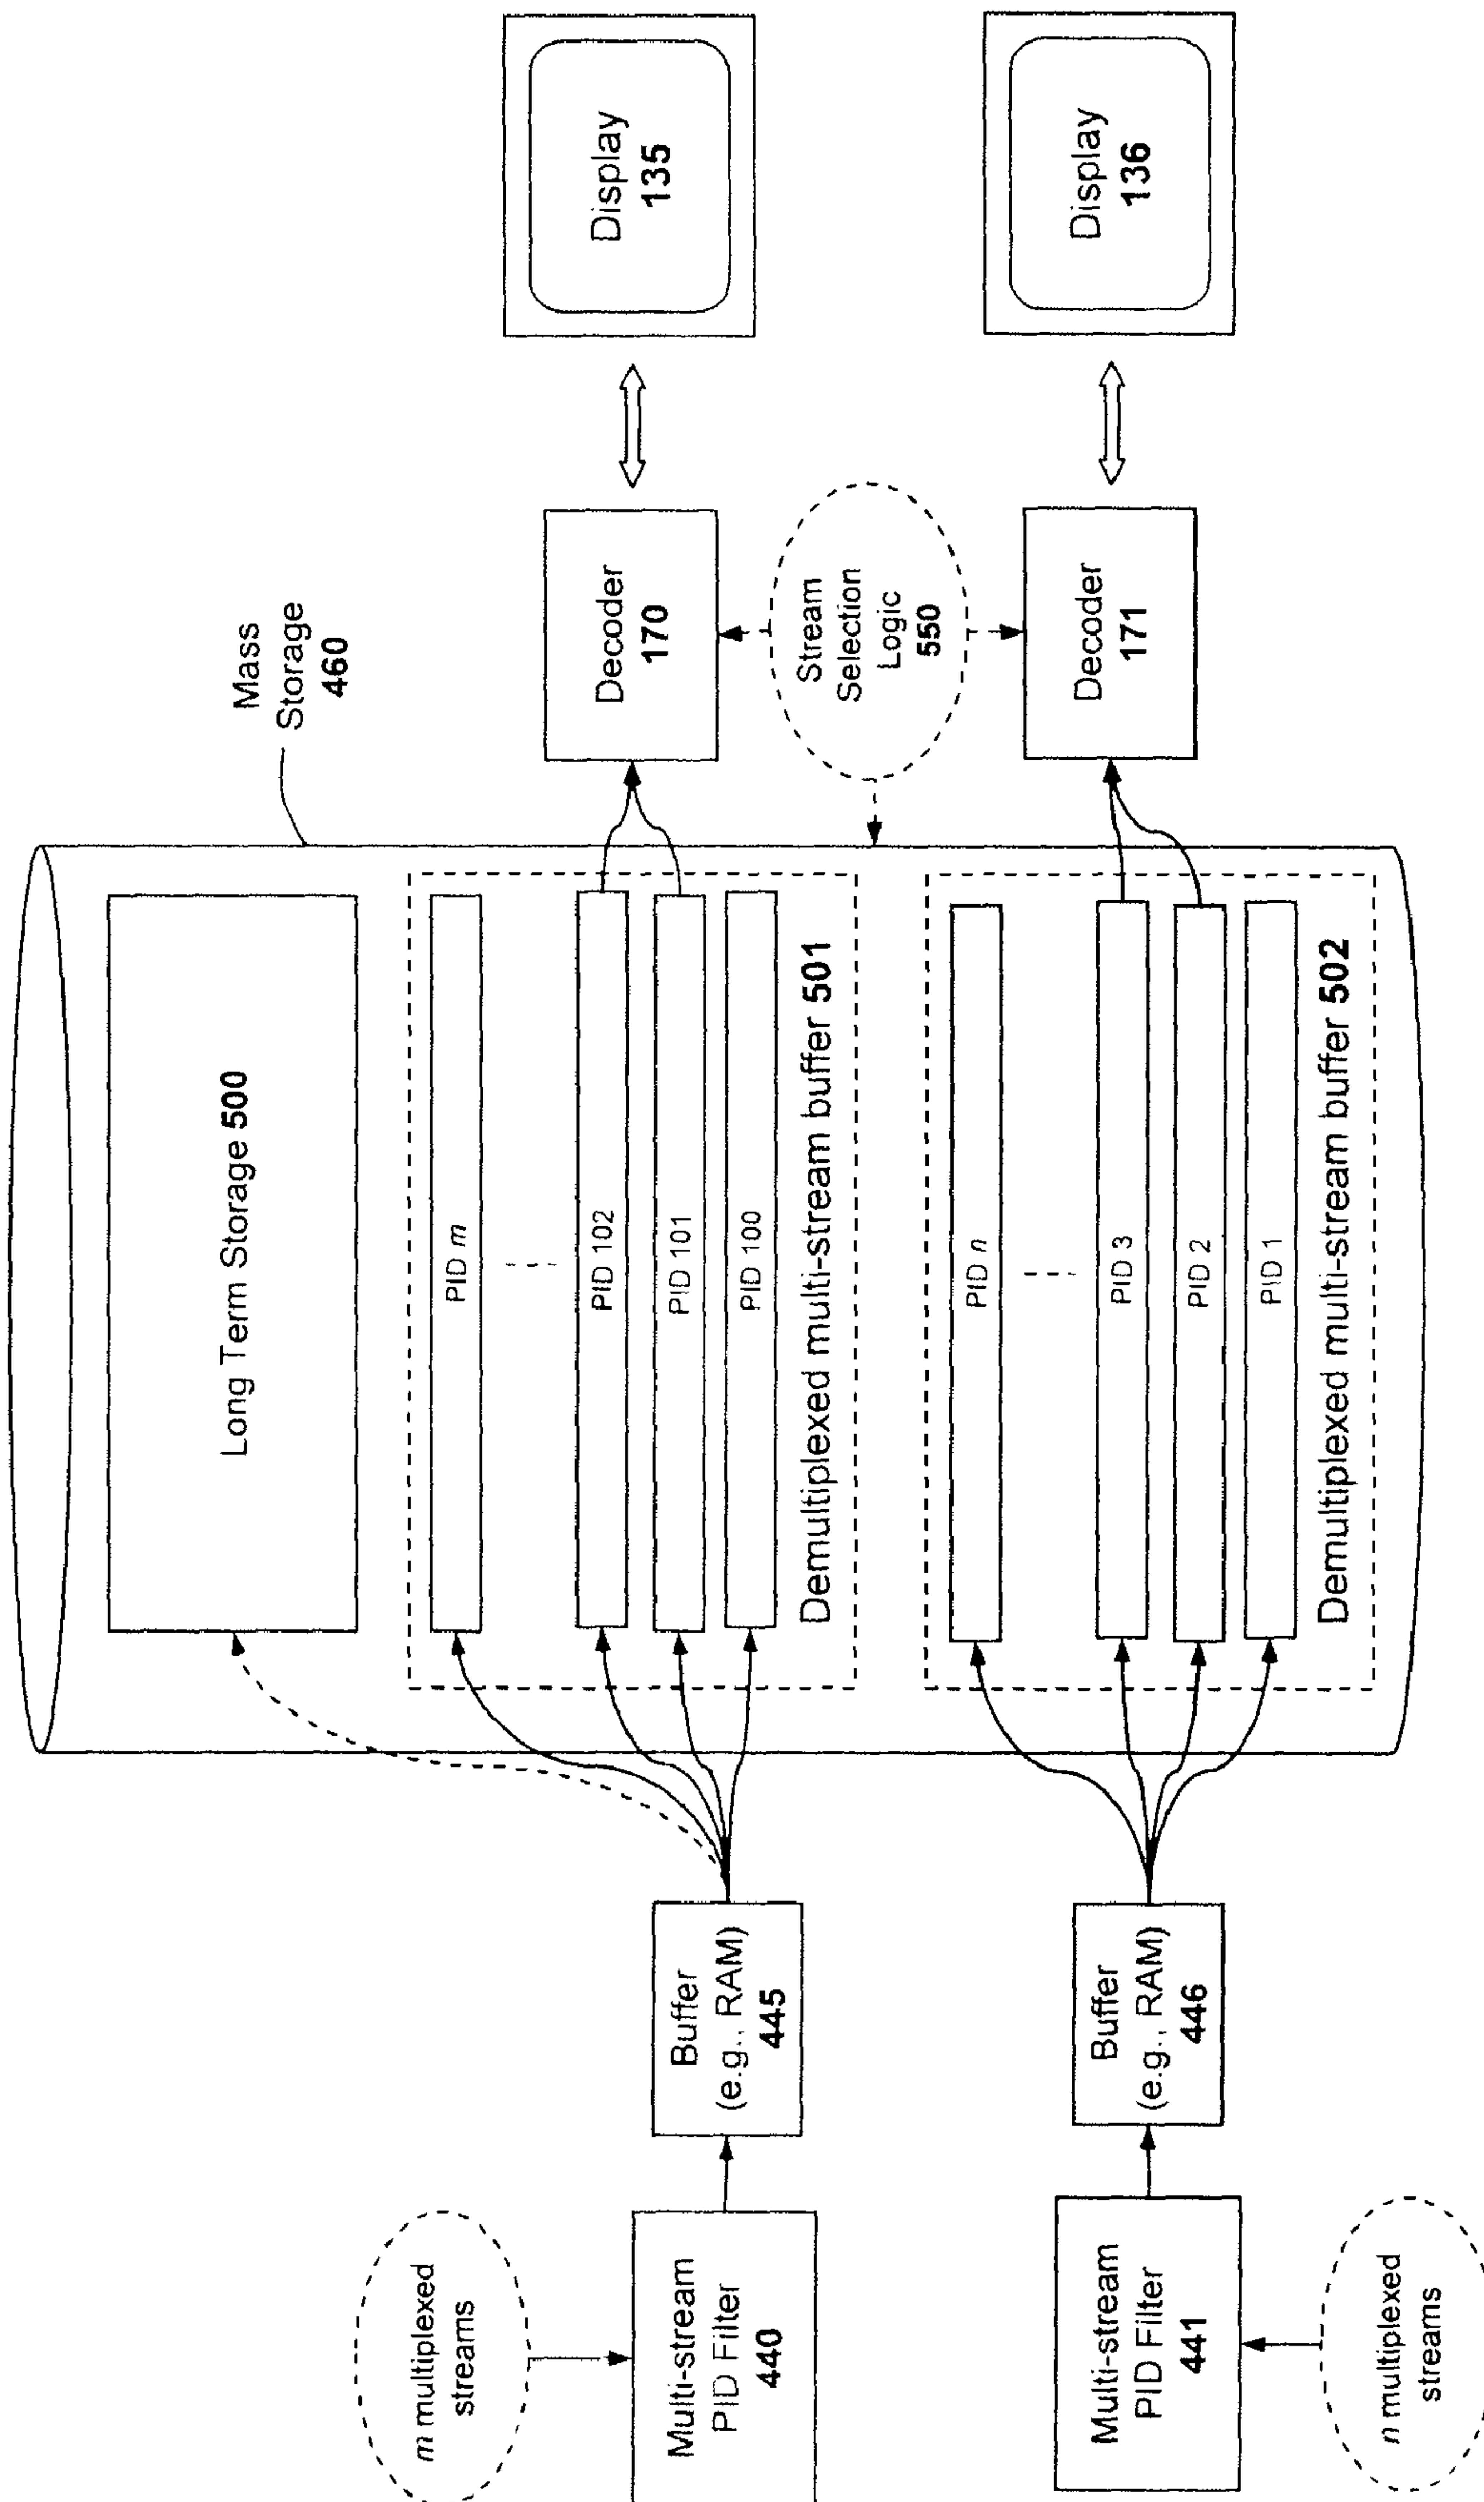 m multiplexed
streams
Multi-stream
PID Filter
440
Buffer
(e.g., RAM)
445
Mass
Storage
460
Long Term Storage 500
PID m
PID 102
PID 101
PID 100
Demultiplexed multi-stream buffer 501
Decoder
170
Display
135
Stream
Selection
Logic
550
n multiplexed
streams
Multi-stream
PID Filter
441
Buffer
(e.g., RAM)
446
PID n
PID 3
PID 2
PID 1
Demultiplexed multi-stream buffer 502
Decoder
171
Display
136